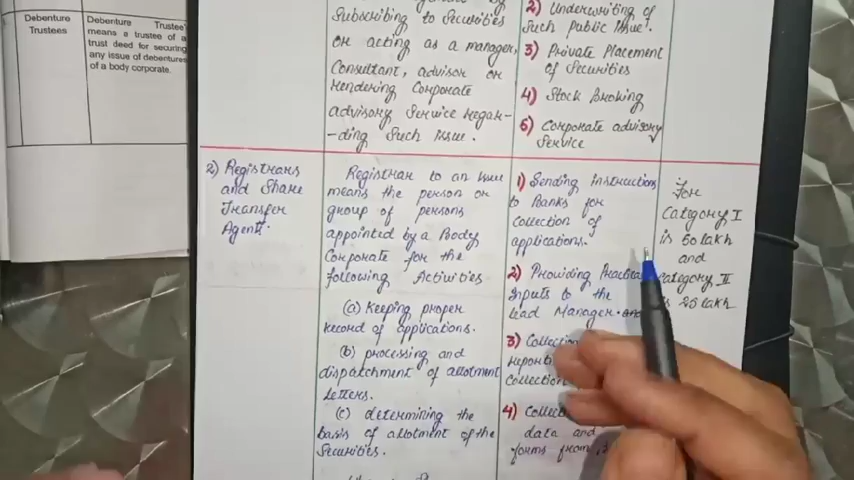 Debenture
Trustees
Debenture Trustee'
means a trustee of a
trust deed for securing
any issue of debentures
of a body corporate.
by
Subscribing to Securities
or acting as a manager,
Consultant, advisor or
rendering Corporate
advisory Service regar-
-ding Such Issue.
2) Underwriting of
Such public Issue.
3) Private Placement
of Securities
4) Stock Broking
5) Corporate advisory
Service
2) Registrars
and Share
Transfer
Agent.
Registrar to an issue
means the person or
group of persons
appointed by a Body
Corporate for the
following Activities
(a) Keeping proper
record of applications.
(b) processing and
dispatchment of allotment
Letters.
(c) determining the
basis of allotment of the
Securities.
1) Sending instructions
to Banks for
collection of
applications.
2) Providing
Inputs to the
Lead Manager. and
3) Collection
Collection
4)
data and
forms from
For
Category I
is 50 lakh
and
Category II
is 25 lakh